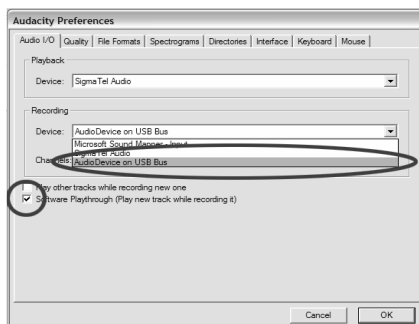 Audacity Preferences
Audio I/O Quality File Formats Spectrograms Directories Interface Keyboard Mouse
Playback
Device: SigmaTel Audio
Recording
Device: AudioDevice on USB Bus
Microsoft Sound Mapper - Input
SigmaTel Audio
Channels: AudioDevice on USB Bus
Play other tracks while recording new one
Software Playthrough (Play new track while recording it)
Cancel OK